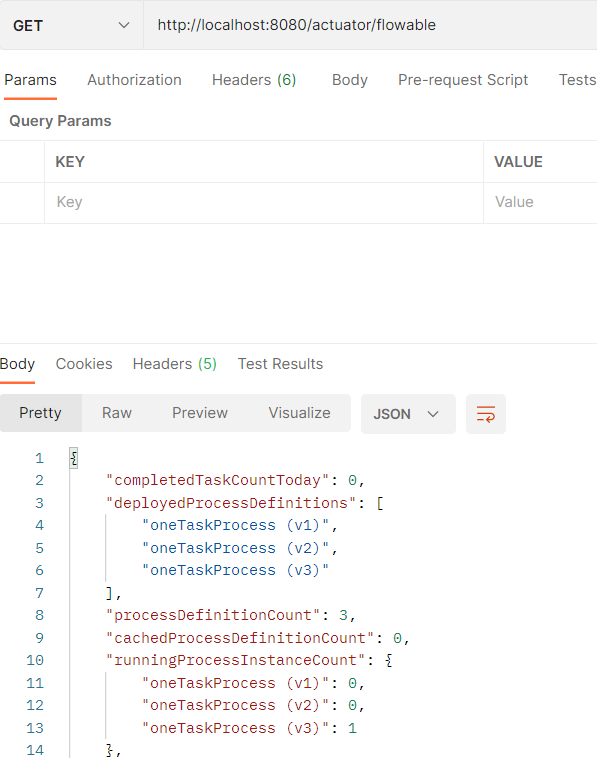 GET http://localhost:8080/actuator/flowable
Params Authorization Headers (6) Body Pre-request Script Tests
Query Params
KEY VALUE
Key Value
Body Cookies Headers (5) Test Results
Pretty Raw Preview Visualize JSON
1 {
2 "completedTaskCountToday": 0,
3 "deployedProcessDefinitions": [
4 "oneTaskProcess (v1)",
5 "oneTaskProcess (v2)",
6 "oneTaskProcess (v3)"
7 ],
8 "processDefinitionCount": 3,
9 "cachedProcessDefinitionCount": 0,
10 "runningProcessInstanceCount": {
11 "oneTaskProcess (v1)": 0,
12 "oneTaskProcess (v2)": 0,
13 "oneTaskProcess (v3)": 1
14 },